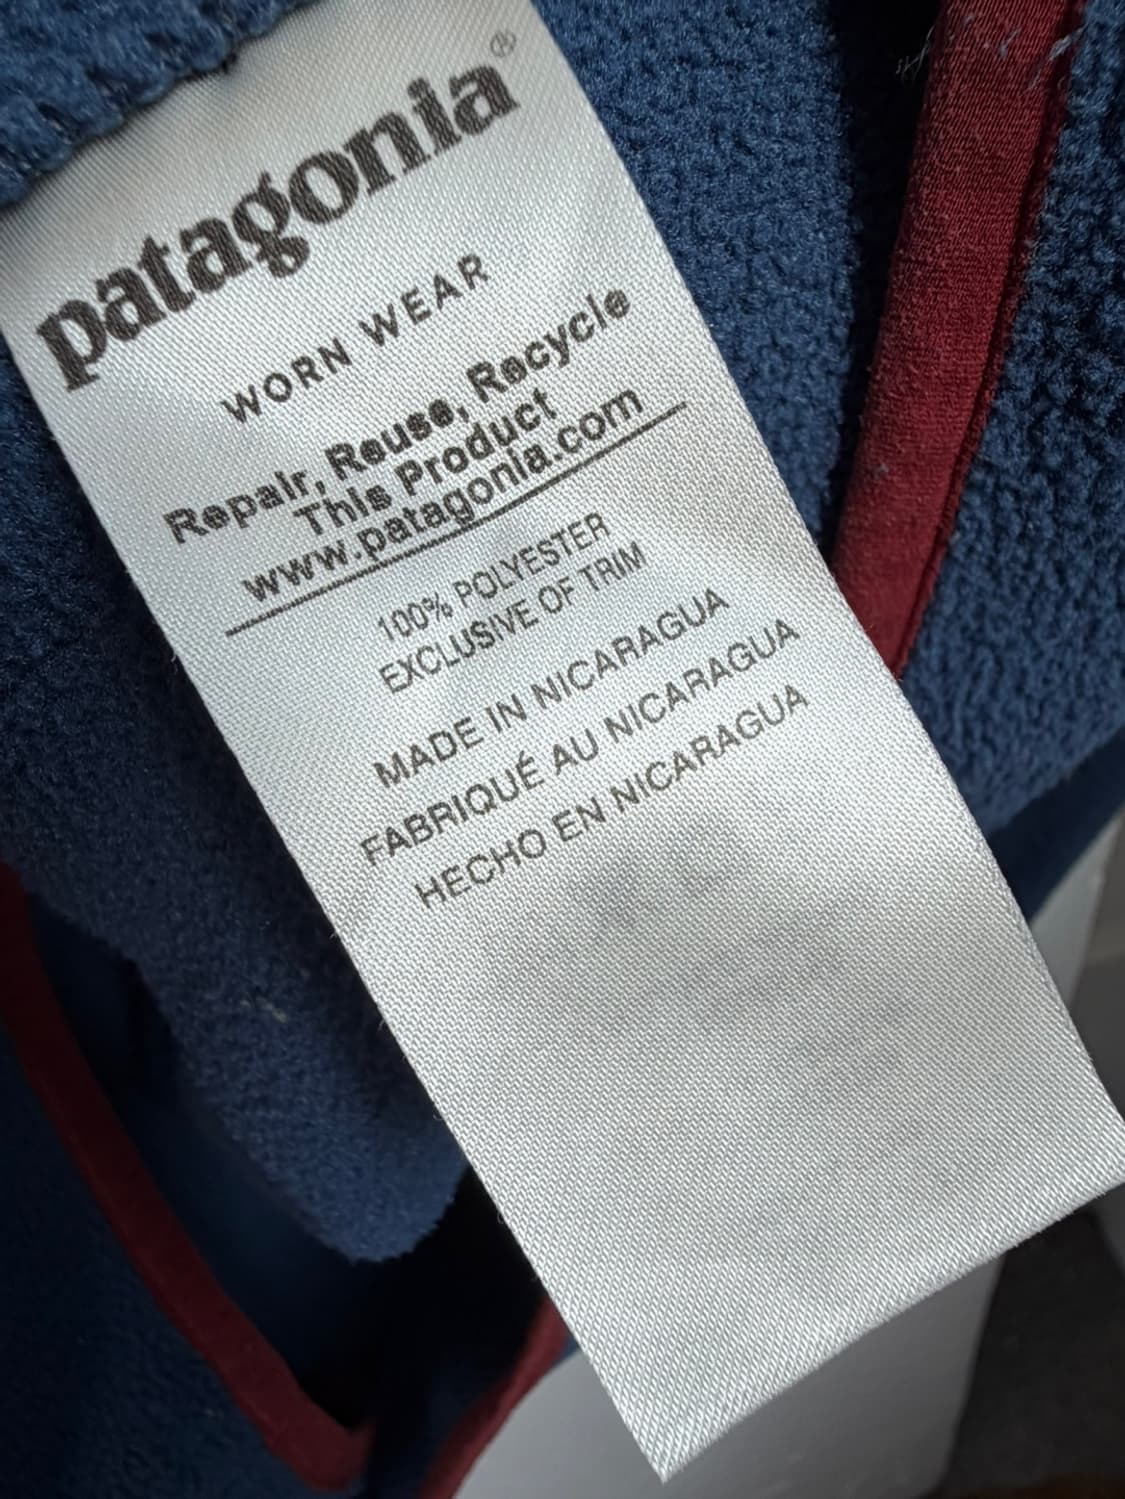 patagonia®
WORN WEAR
Repair, Reuse, Recycle
This Product
www.patagonia.com
100% POLYESTER
EXCLUSIVE OF TRIM
MADE IN NICARAGUA
FABRIQUÉ AU NICARAGUA
HECHO EN NICARAGUA